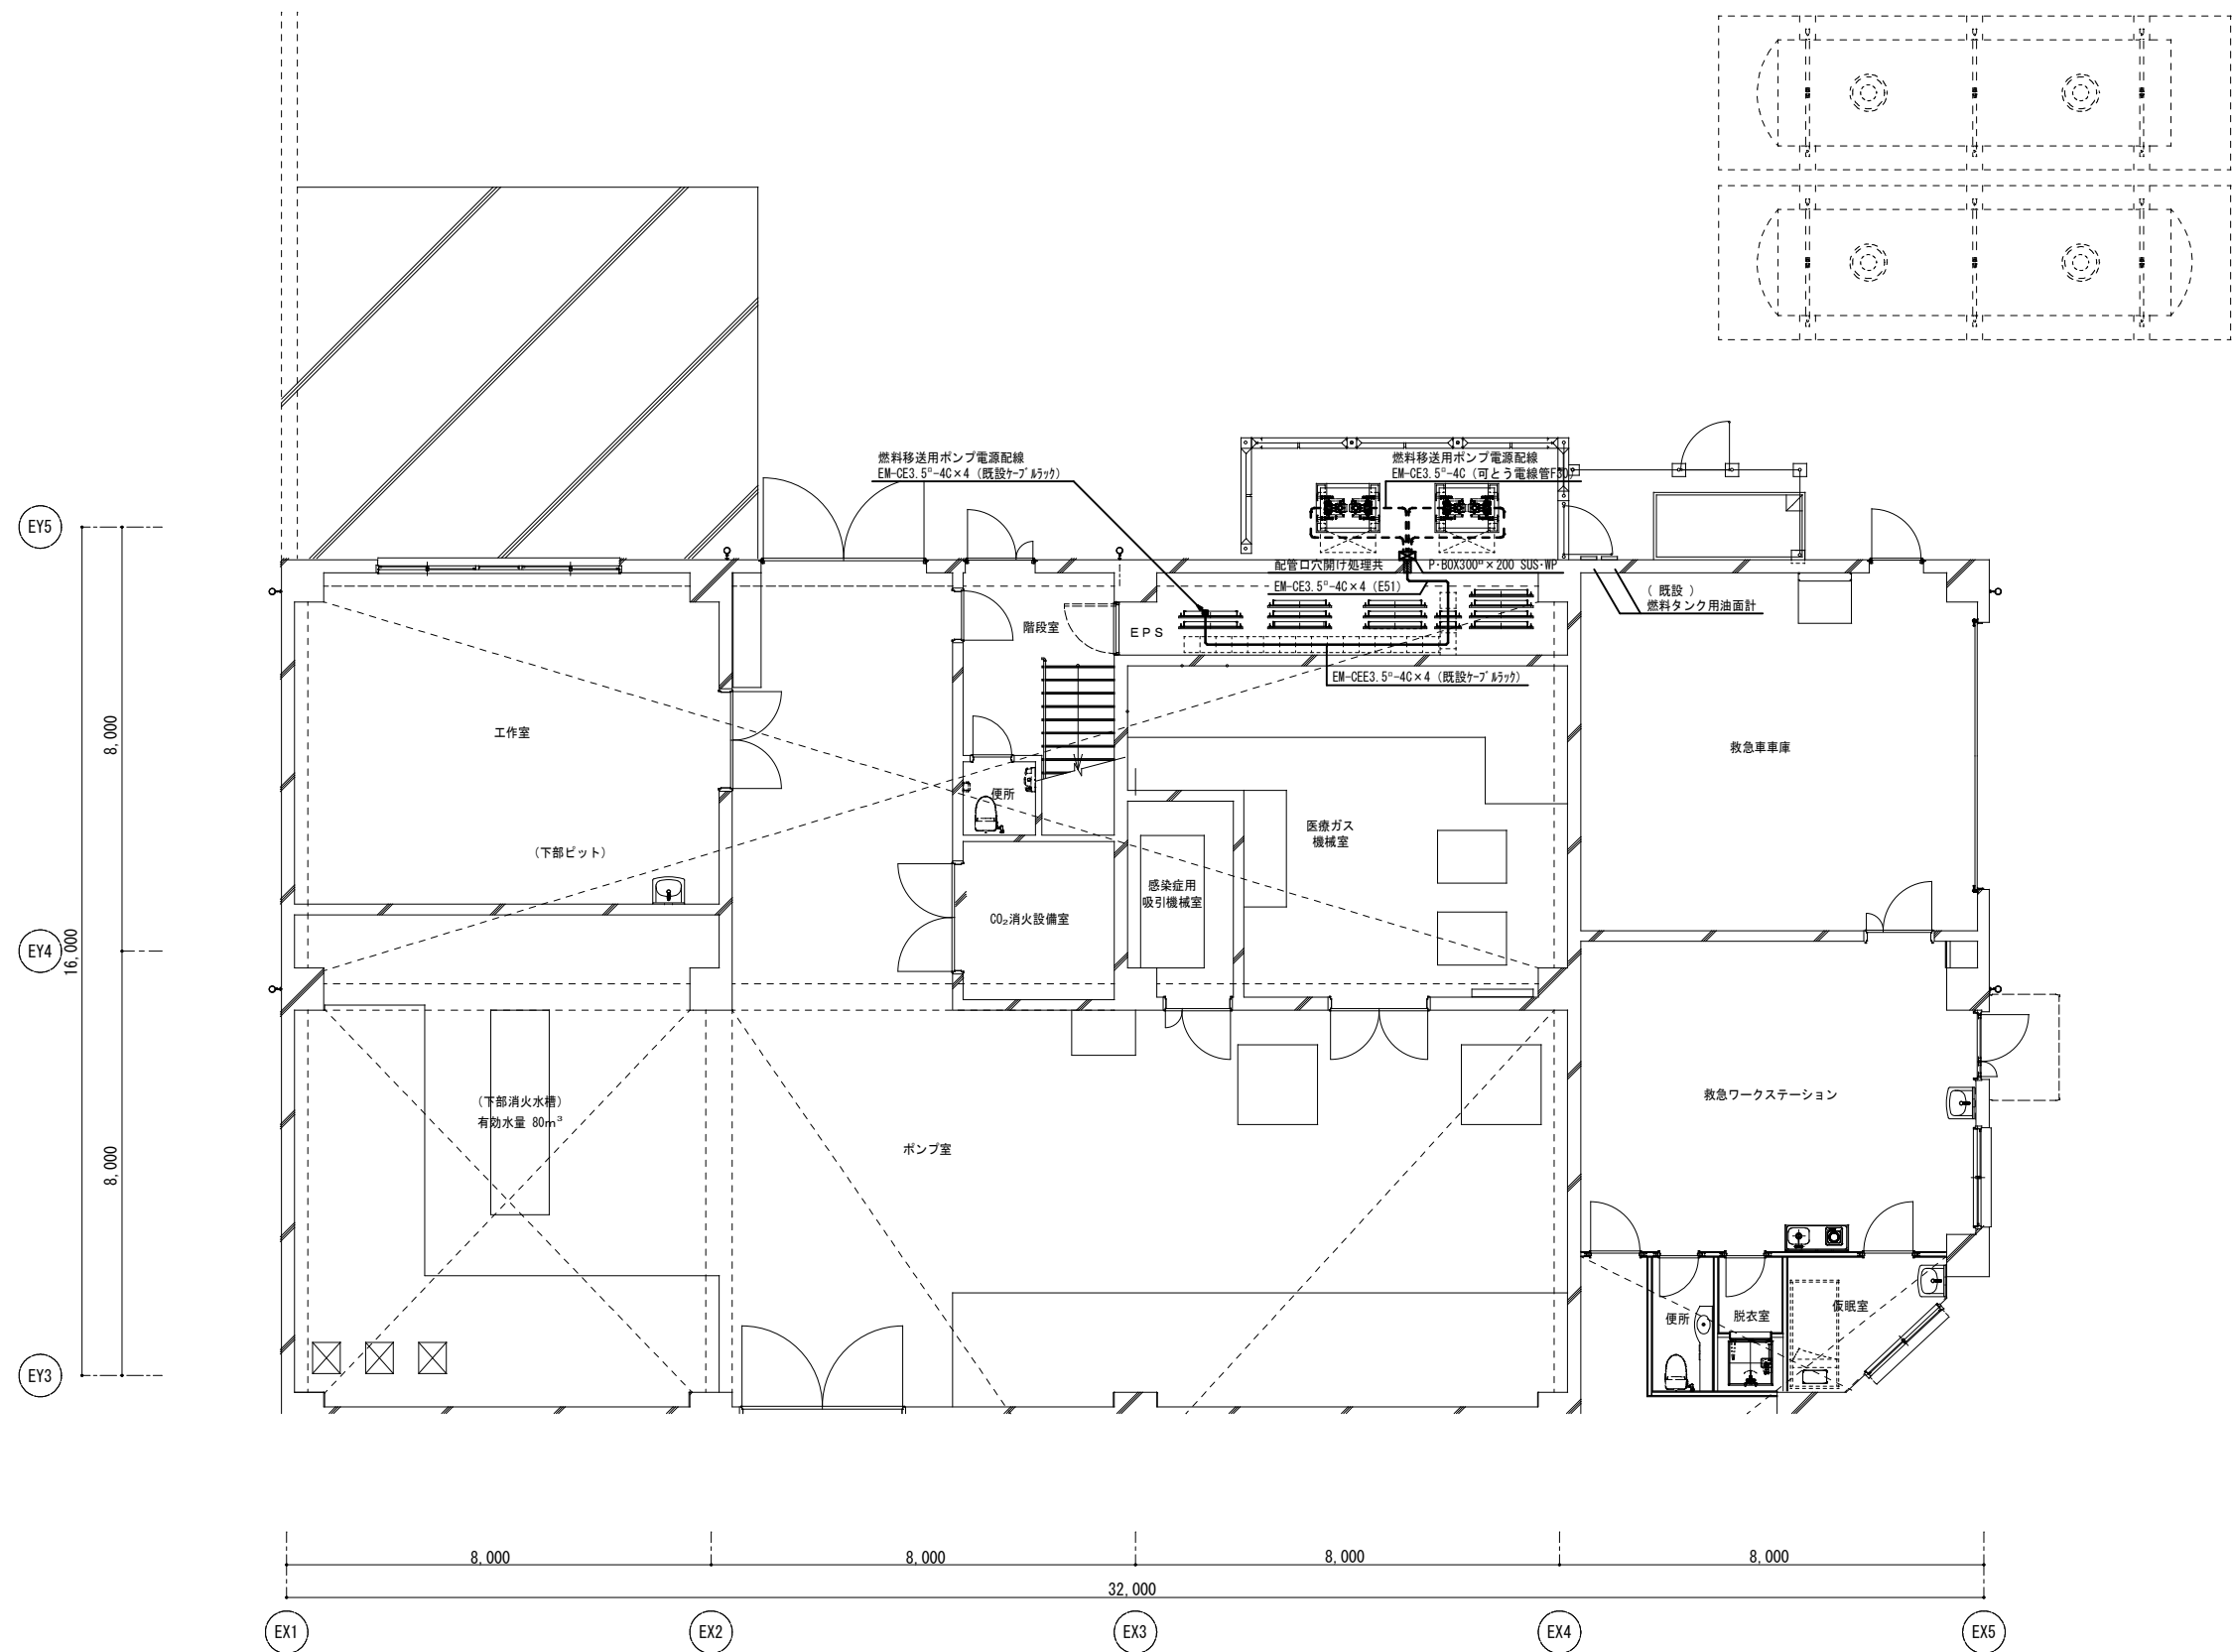 燃料移送用ポンプ電源配線
EM-CE3.5□-4C×4 (既設ケーブルラック)
燃料移送用ポンプ電源配線
EM-CE3.5□-4C (可とう電線管F30)
EY5
配管口穴開け処理共
P・BOX300□×200 SUS・WP
EM-CE3.5□-4C×4 (E51)
( 既設 )
燃料タンク用油面計
階段室
EPS
EM-CEE3.5□-4C×4 (既設ケーブルラック)
工作室
8,000
救急車車庫
便所
医療ガス
機械室
(下部ピット)
感染症用
吸引機械室
CO₂消火設備室
EY4
16,000
救急ワークステーション
(下部消火水槽)
有効水量 80m³
ポンプ室
8,000
便所
脱衣室
仮眠室
EY3
8,000
8,000
8,000
8,000
32,000
EX1
EX2
EX3
EX4
EX5